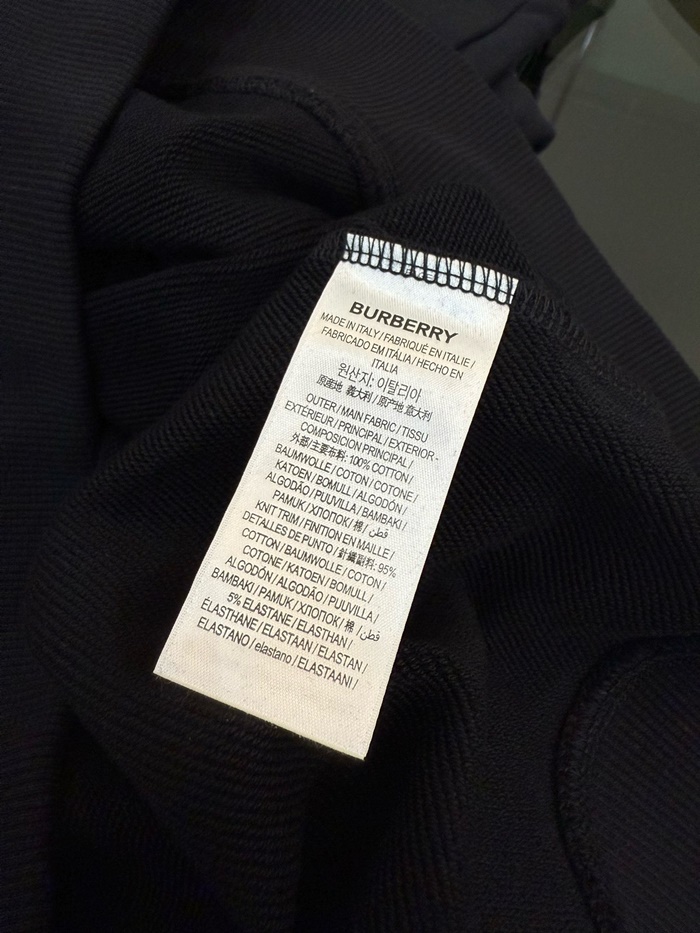 BURBERRY
MADE IN ITALY / FABRIQUÉ EN ITALIE /
FABRICADO EM ITÁLIA / HECHO EN
ITALIA
원산지: 이탈리아
原産地 義大利 / 原产地 意大利
OUTER / MAIN FABRIC / TISSU
EXTÉRIEUR / PRINCIPAL / EXTERIOR -
COMPOSICION PRINCIPAL /
外部/主要布料: 100% COTTON /
BAUMWOLLE / COTON / COTONE /
KATOEN / BOMULL / ALGODÓN /
ALGODÃO / PUUVILLA / BAMBAKI /
PAMUK / ХЛОПОК / 棉 / قطن /
KNIT TRIM / FINITION EN MAILLE /
DETALLES DE PUNTO / 針織副料: 95%
COTTON / BAUMWOLLE / COTON /
COTONE / KATOEN / BOMULL /
ALGODÓN / ALGODÃO / PUUVILLA /
BAMBAKI / PAMUK / ХЛОПОК / 棉 / قطن/
5% ELASTANE / ELASTHAN /
ÉLASTHANE / ELASTAAN / ELASTAN /
ELASTANO / elastano / ELASTAANI /